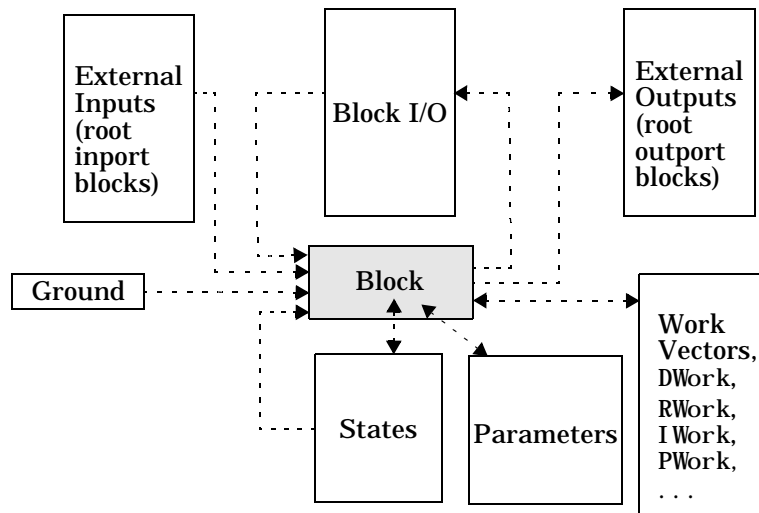 External
Inputs
(root
inport
blocks)
Block I/O
External
Outputs
(root
outport
blocks)
Block
Ground
Work
Vectors,
DWork,
RWork,
IWork,
PWork,
...
States
Parameters